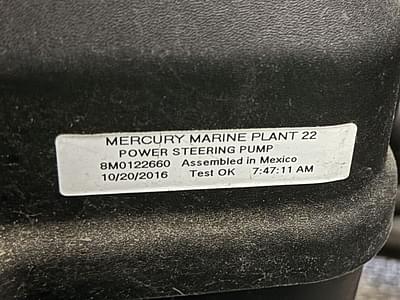 MERCURY MARINE PLANT 22
POWER STEERING PUMP
8M0122660 Assembled in Mexico
10/20/2016 Test OK 7:47:11 AM